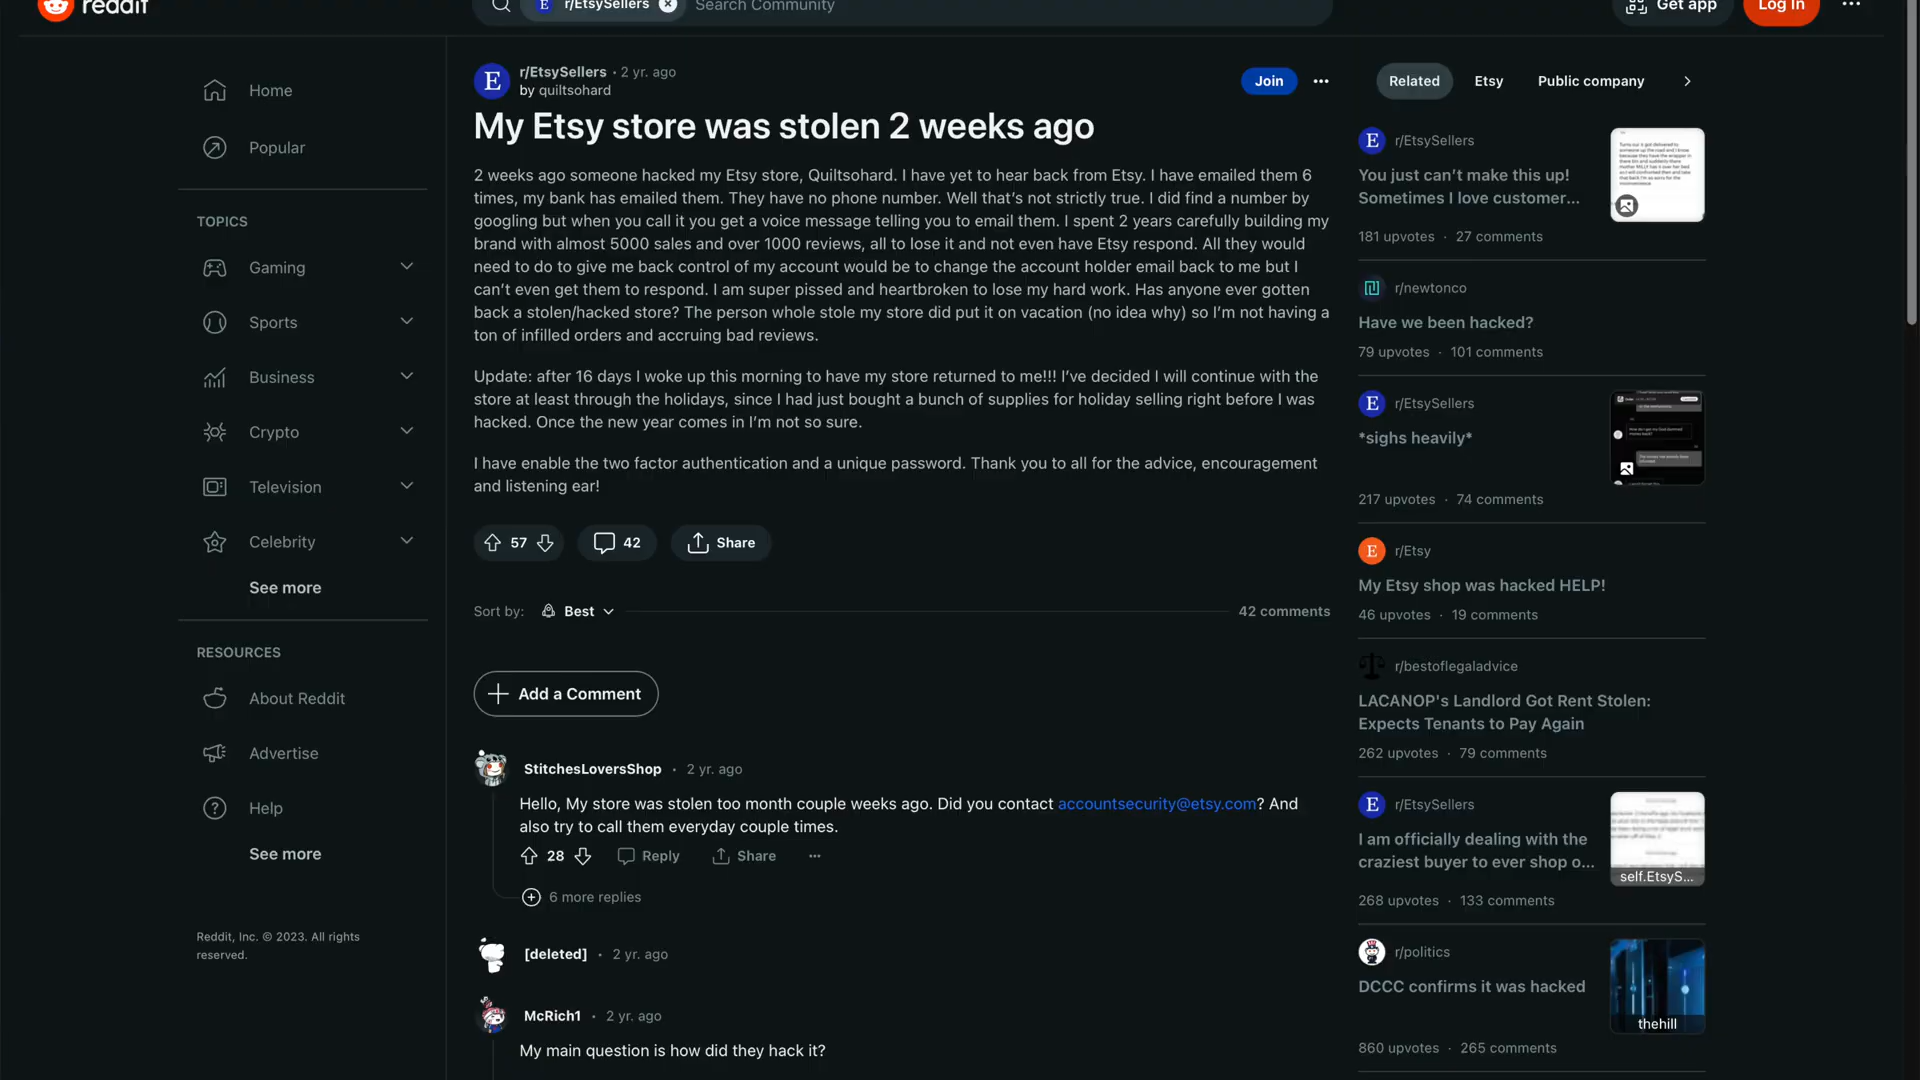 reddit
r/EtsySellers
Search Community
Get app
Log In
Home
Popular
TOPICS
Gaming
Sports
Business
Crypto
Television
Celebrity
See more
RESOURCES
About Reddit
Advertise
Help
See more
Reddit, Inc. © 2023. All rights
reserved.
r/EtsySellers • 2 yr. ago
by quiltsohard
Join
My Etsy store was stolen 2 weeks ago
2 weeks ago someone hacked my Etsy store, Quiltsohard. I have yet to hear back from Etsy. I have emailed them 6
times, my bank has emailed them. They have no phone number. Well that's not strictly true. I did find a number by
googling but when you call it you get a voice message telling you to email them. I spent 2 years carefully building my
brand with almost 5000 sales and over 1000 reviews, all to lose it and not even have Etsy respond. All they would
need to do to give me back control of my account would be to change the account holder email back to me but I
can't even get them to respond. I am super pissed and heartbroken to lose my hard work. Has anyone ever gotten
back a stolen/hacked store? The person whole stole my store did put it on vacation (no idea why) so I'm not having a
ton of infilled orders and accruing bad reviews.
Update: after 16 days I woke up this morning to have my store returned to me!!! I've decided I will continue with the
store at least through the holidays, since I had just bought a bunch of supplies for holiday selling right before I was
hacked. Once the new year comes in I'm not so sure.
I have enable the two factor authentication and a unique password. Thank you to all for the advice, encouragement
and listening ear!
57
42
Share
Sort by: Best
42 comments
Add a Comment
StitchesLoversShop • 2 yr. ago
Hello, My store was stolen too month couple weeks ago. Did you contact accountsecurity@etsy.com? And
also try to call them everyday couple times.
28
Reply
Share
6 more replies
[deleted] • 2 yr. ago
McRich1 • 2 yr. ago
My main question is how did they hack it?
Related
Etsy
Public company
r/EtsySellers
You just can't make this up!
Sometimes I love customer...
181 upvotes · 27 comments
r/newtonco
Have we been hacked?
79 upvotes · 101 comments
r/EtsySellers
*sighs heavily*
217 upvotes · 74 comments
r/Etsy
My Etsy shop was hacked HELP!
46 upvotes · 19 comments
r/bestoflegaladvice
LACANOP's Landlord Got Rent Stolen:
Expects Tenants to Pay Again
262 upvotes · 79 comments
r/EtsySellers
I am officially dealing with the
craziest buyer to ever shop o...
self.EtsyS...
268 upvotes · 133 comments
r/politics
DCCC confirms it was hacked
thehill
860 upvotes · 265 comments